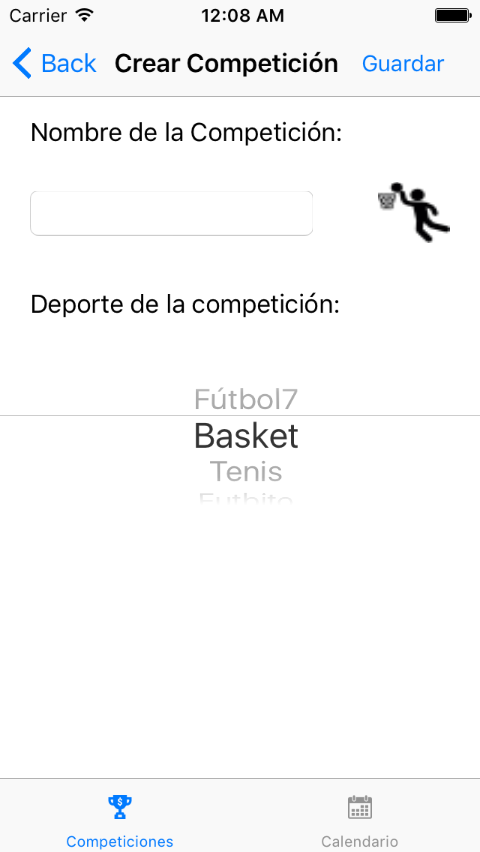 Carrier 12:08 AM
Back Crear Competición Guardar
Nombre de la Competición:
Deporte de la competición:
Fútbol7
Basket
Tenis
Competiciones Calendario